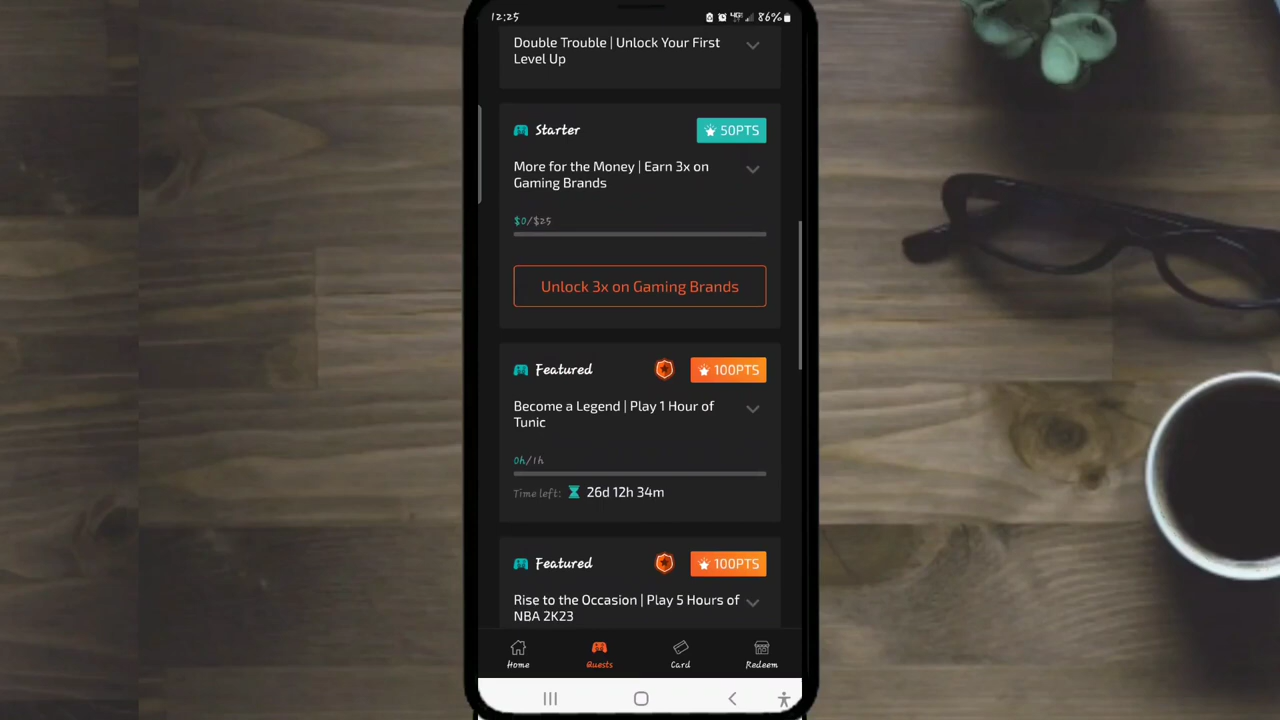 12:25
86%
Double Trouble | Unlock Your First
Level Up
Starter
50PTS
More for the Money | Earn 3x on
Gaming Brands
$0/$25
Unlock 3x on Gaming Brands
Featured
100PTS
Become a Legend | Play 1 Hour of
Tunic
0h/1h
Time left: 26d 12h 34m
Featured
100PTS
Rise to the Occasion | Play 5 Hours of
NBA 2K23
Home
Quests
Card
Redeem